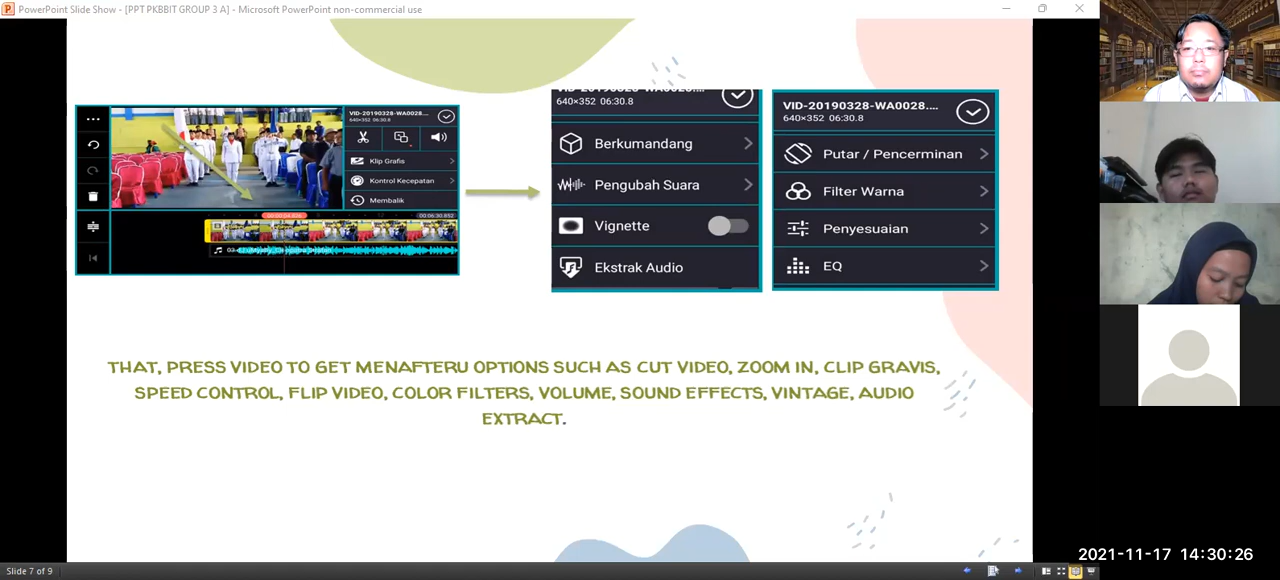 PowerPoint Slide Show - [PPT PKBBIT GROUP 3 A] - Microsoft PowerPoint non-commercial use
VID-20190328-WA0028....
Klip Grafis
Kontrol Kecepatan
Membalik
00:06:30.852
640×352 06:30.8
Berkumandang
Pengubah Suara
Vignette
Ekstrak Audio
VID-20190328-WA0028....
640×352 06:30.8
Putar / Pencerminan
Filter Warna
Penyesuaian
EQ
THAT, PRESS VIDEO TO GET MENAFTERU OPTIONS SUCH AS CUT VIDEO, ZOOM IN, CLIP GRAVIS,
SPEED CONTROL, FLIP VIDEO, COLOR FILTERS, VOLUME, SOUND EFFECTS, VINTAGE, AUDIO
EXTRACT.
2021-11-17 14:30:26
Slide 7 of 9